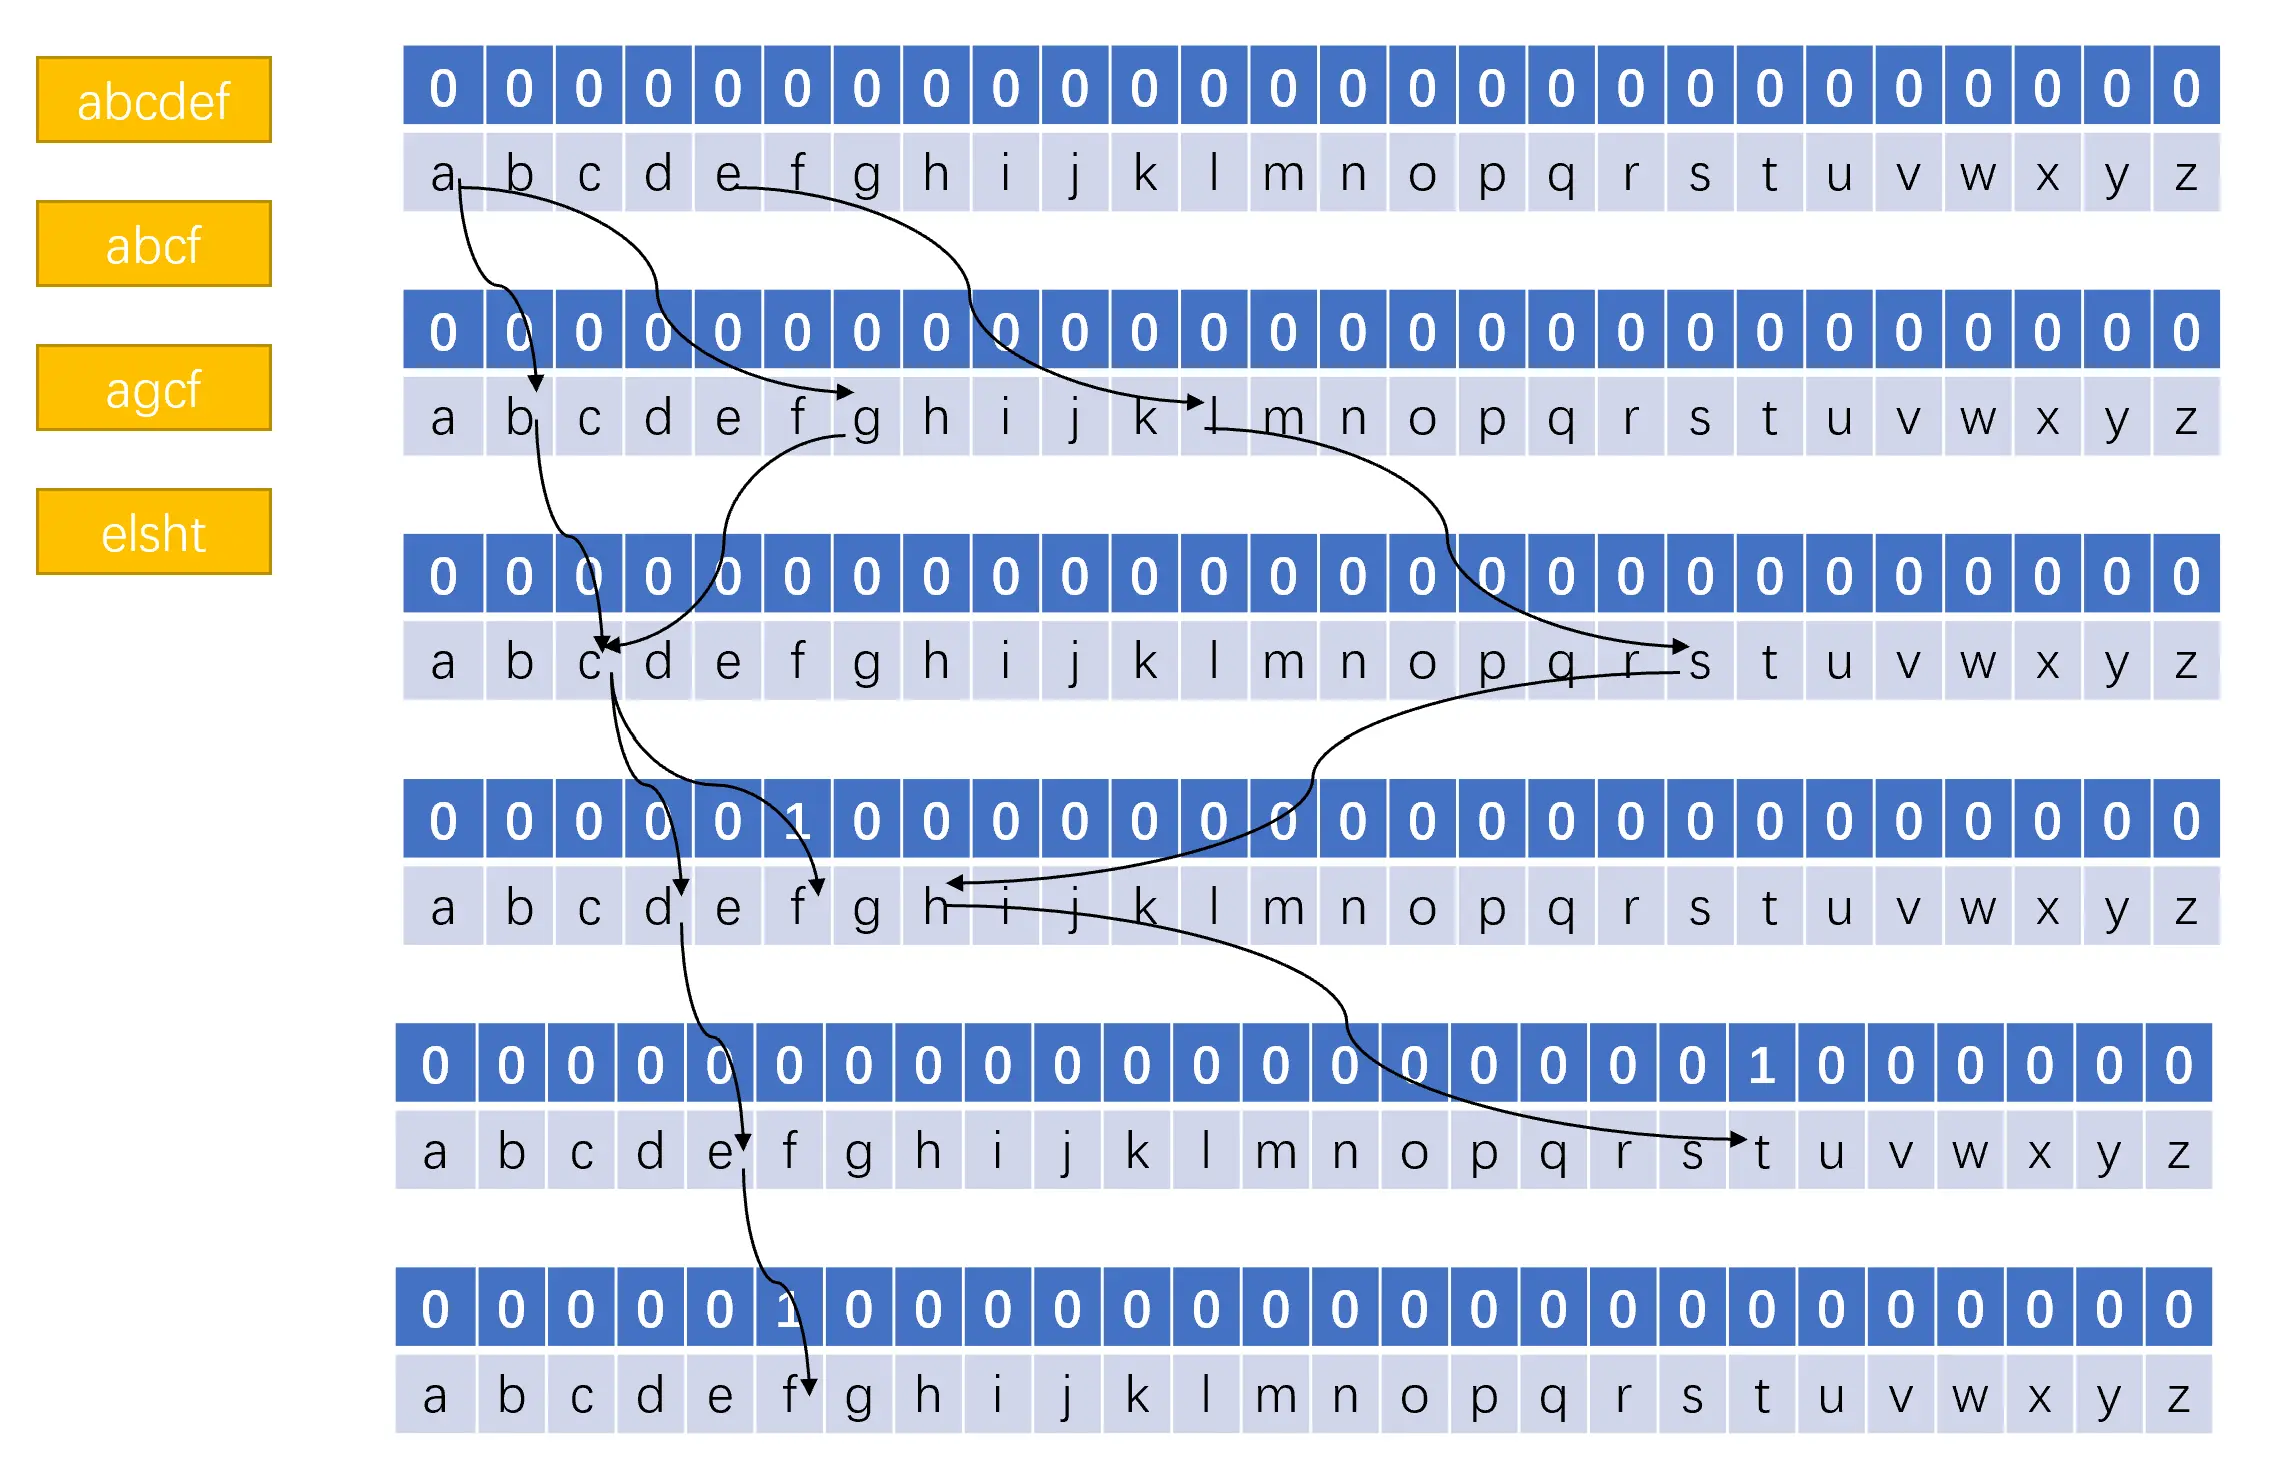 abcdef
abcf
agcf
elsht
0 0 0 0 0 0 0 0 0 0 0 0 0 0 0 0 0 0 0 0 0 0 0 0 0 0
a b c d e f g h i j k l m n o p q r s t u v w x y z
0 0 0 0 0 0 0 0 0 0 0 0 0 0 0 0 0 0 0 0 0 0 0 0 0 0
a b c d e f g h i j k l m n o p q r s t u v w x y z
0 0 0 0 0 0 0 0 0 0 0 0 0 0 0 0 0 0 0 0 0 0 0 0 0 0
a b c d e f g h i j k l m n o p q r s t u v w x y z
0 0 0 0 0 1 0 0 0 0 0 0 0 0 0 0 0 0 0 0 0 0 0 0 0 0
a b c d e f g h i j k l m n o p q r s t u v w x y z
0 0 0 0 0 0 0 0 0 0 0 0 0 0 0 0 0 0 0 1 0 0 0 0 0 0
a b c d e f g h i j k l m n o p q r s t u v w x y z
0 0 0 0 0 1 0 0 0 0 0 0 0 0 0 0 0 0 0 0 0 0 0 0 0 0
a b c d e f g h i j k l m n o p q r s t u v w x y z